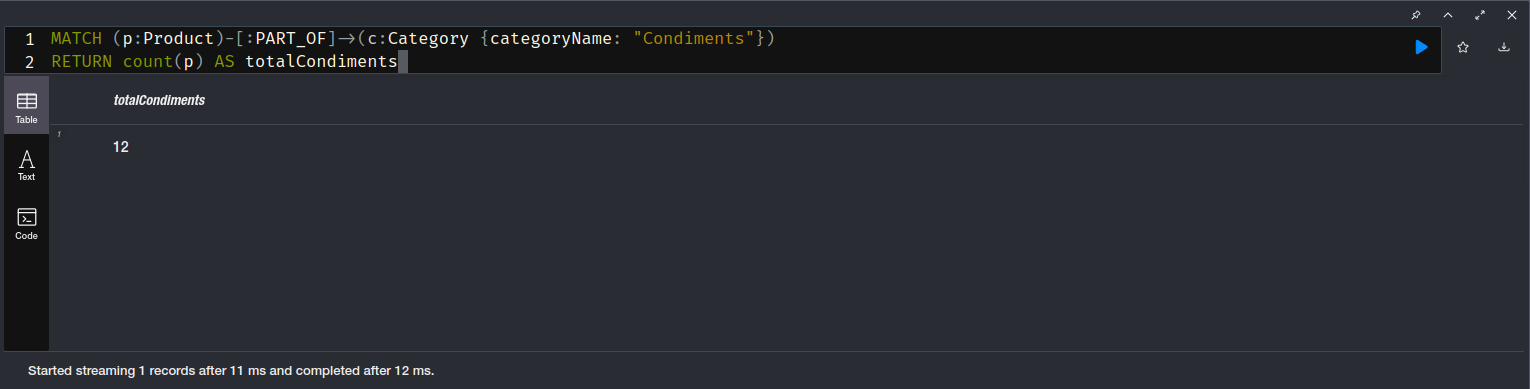 1 MATCH (p:Product)-[:PART_OF]->(c:Category {categoryName: "Condiments"})
2 RETURN count(p) AS totalCondiments
Table
totalCondiments
1
12
Text
Code
Started streaming 1 records after 11 ms and completed after 12 ms.